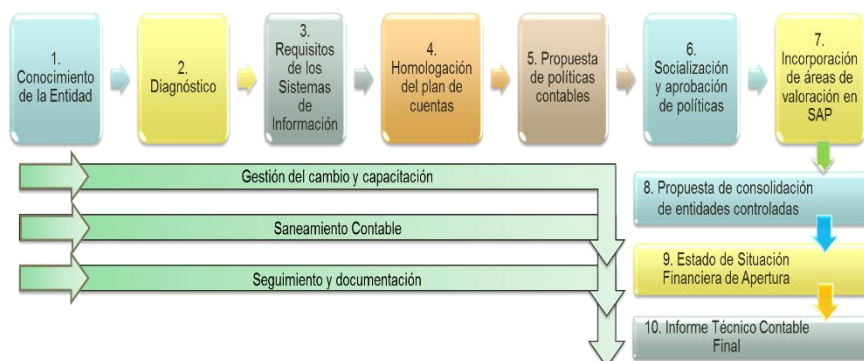 1.
Conocimiento
de la Entidad
2.
Diagnóstico
3.
Requisitos
de los
Sistemas
de
Información
4.
Homologación
del plan de
cuentas
5. Propuesta
de políticas
contables
6.
Socialización
y aprobación
de políticas
7.
Incorporación
de áreas de
valoración en
SAP
Gestión del cambio y capacitación
Saneamiento Contable
Seguimiento y documentación
8. Propuesta de consolidación
de entidades controladas
9. Estado de Situación
Financiera de Apertura
10. Informe Técnico Contable
Final